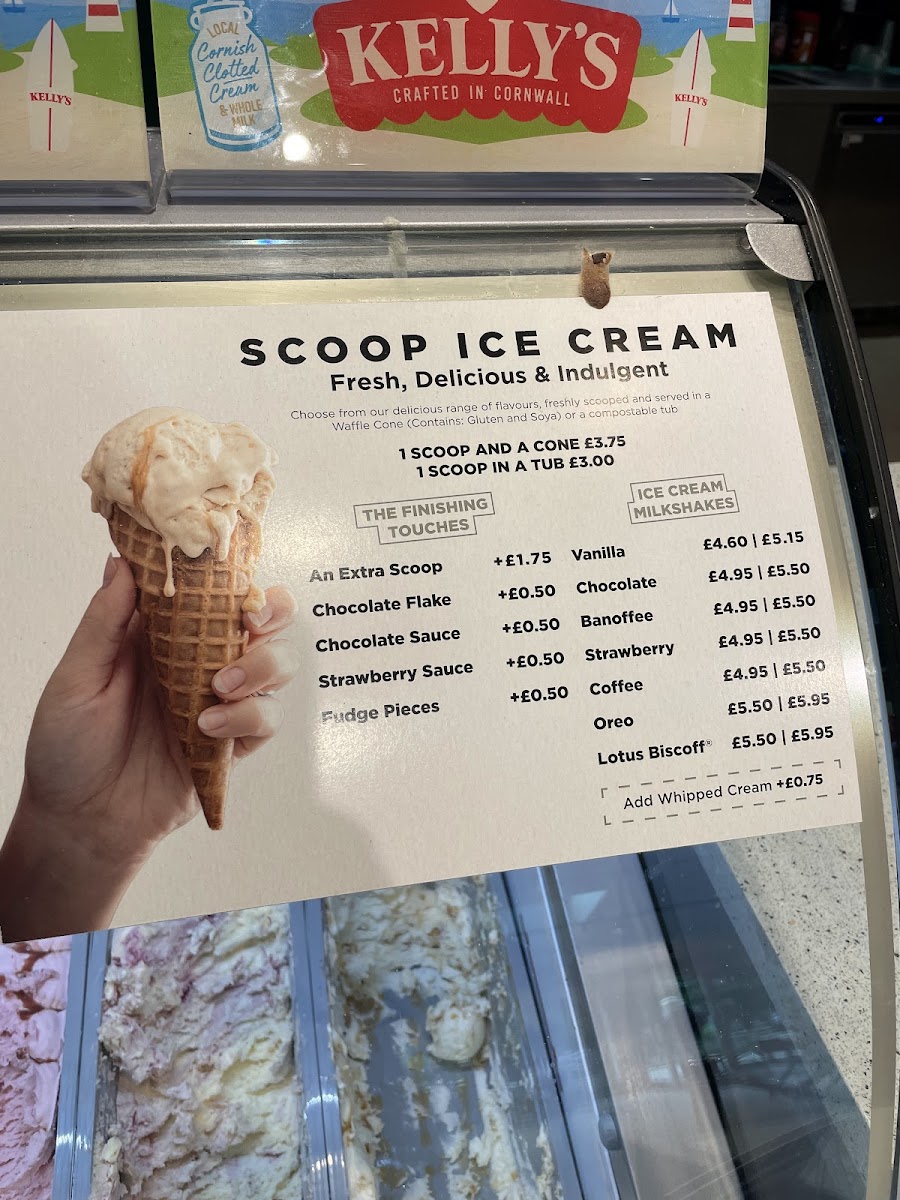 KELLY'S
LOCAL
Cornish
Clotted
Cream
& WHOLE
MILK
KELLY'S
CRAFTED IN CORNWALL
KELLY'S
SCOOP ICE CREAM
Fresh, Delicious & Indulgent
Choose from our delicious range of flavours, freshly scooped and served in a
Waffle Cone (Contains: Gluten and Soya) or a compostable tub
1 SCOOP AND A CONE £3.75
1 SCOOP IN A TUB £3.00
THE FINISHING
TOUCHES
An Extra Scoop +£1.75
Chocolate Flake +£0.50
Chocolate Sauce +£0.50
Strawberry Sauce +£0.50
Fudge Pieces +£0.50
ICE CREAM
MILKSHAKES
Vanilla £4.60 | £5.15
Chocolate £4.95 | £5.50
Banoffee £4.95 | £5.50
Strawberry £4.95 | £5.50
Coffee £4.95 | £5.50
Oreo £5.50 | £5.95
Lotus Biscoff® £5.50 | £5.95
Add Whipped Cream +£0.75